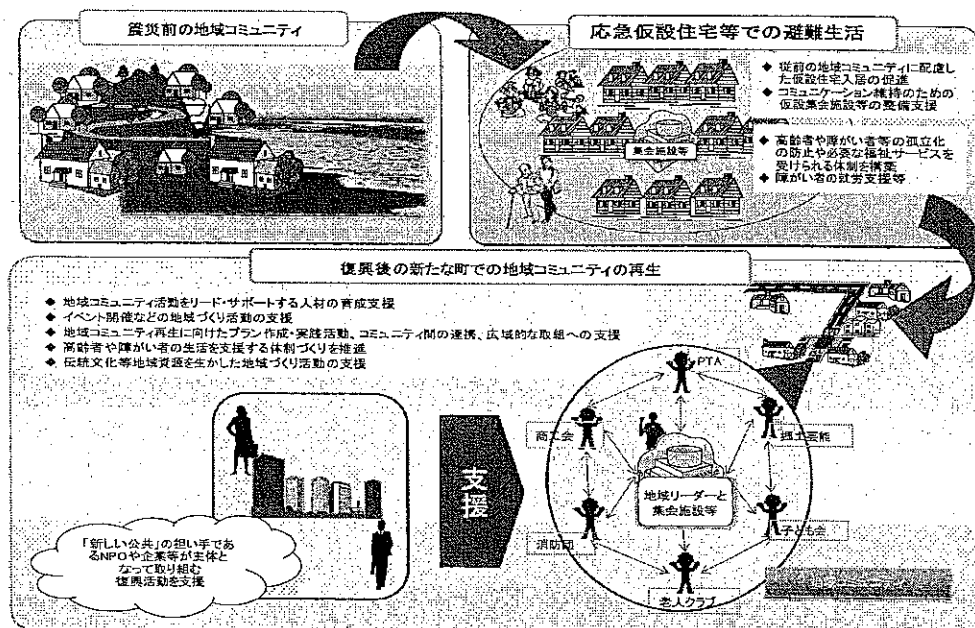 震災前の地域コミュニティ
応急仮設住宅等での避難生活
◆ 従前の地域コミュニティに配慮し
た仮設住宅入居の促進
◆ コミュニケーション維持のための
仮設集会施設等の整備支援
◆ 高齢者や障がい者等の孤立化
の防止や必要な福祉サービスを
受けられる体制を構築
◆ 障がい者の就労支援等
集会施設等
復興後の新たな町での地域コミュニティの再生
◆ 地域コミュニティ活動をリード・サポートする人材の育成支援
◆ イベント開催などの地域づくり活動の支援
◆ 地域コミュニティ再生に向けたプラン作成・実践活動、コミュニティ間の連携、広域的な取組への支援
◆ 高齢者や障がい者の生活を支援する体制づくりを推進
◆ 伝統文化等地域資源を生かした地域づくり活動の支援
「新しい公共」の担い手であ
るNPOや企業等が主体と
なって取り組む
復興活動を支援
支援
PTA
商工会
郷土芸能
地域リーダーと
集会施設等
消防団
子ども会
老人クラブ